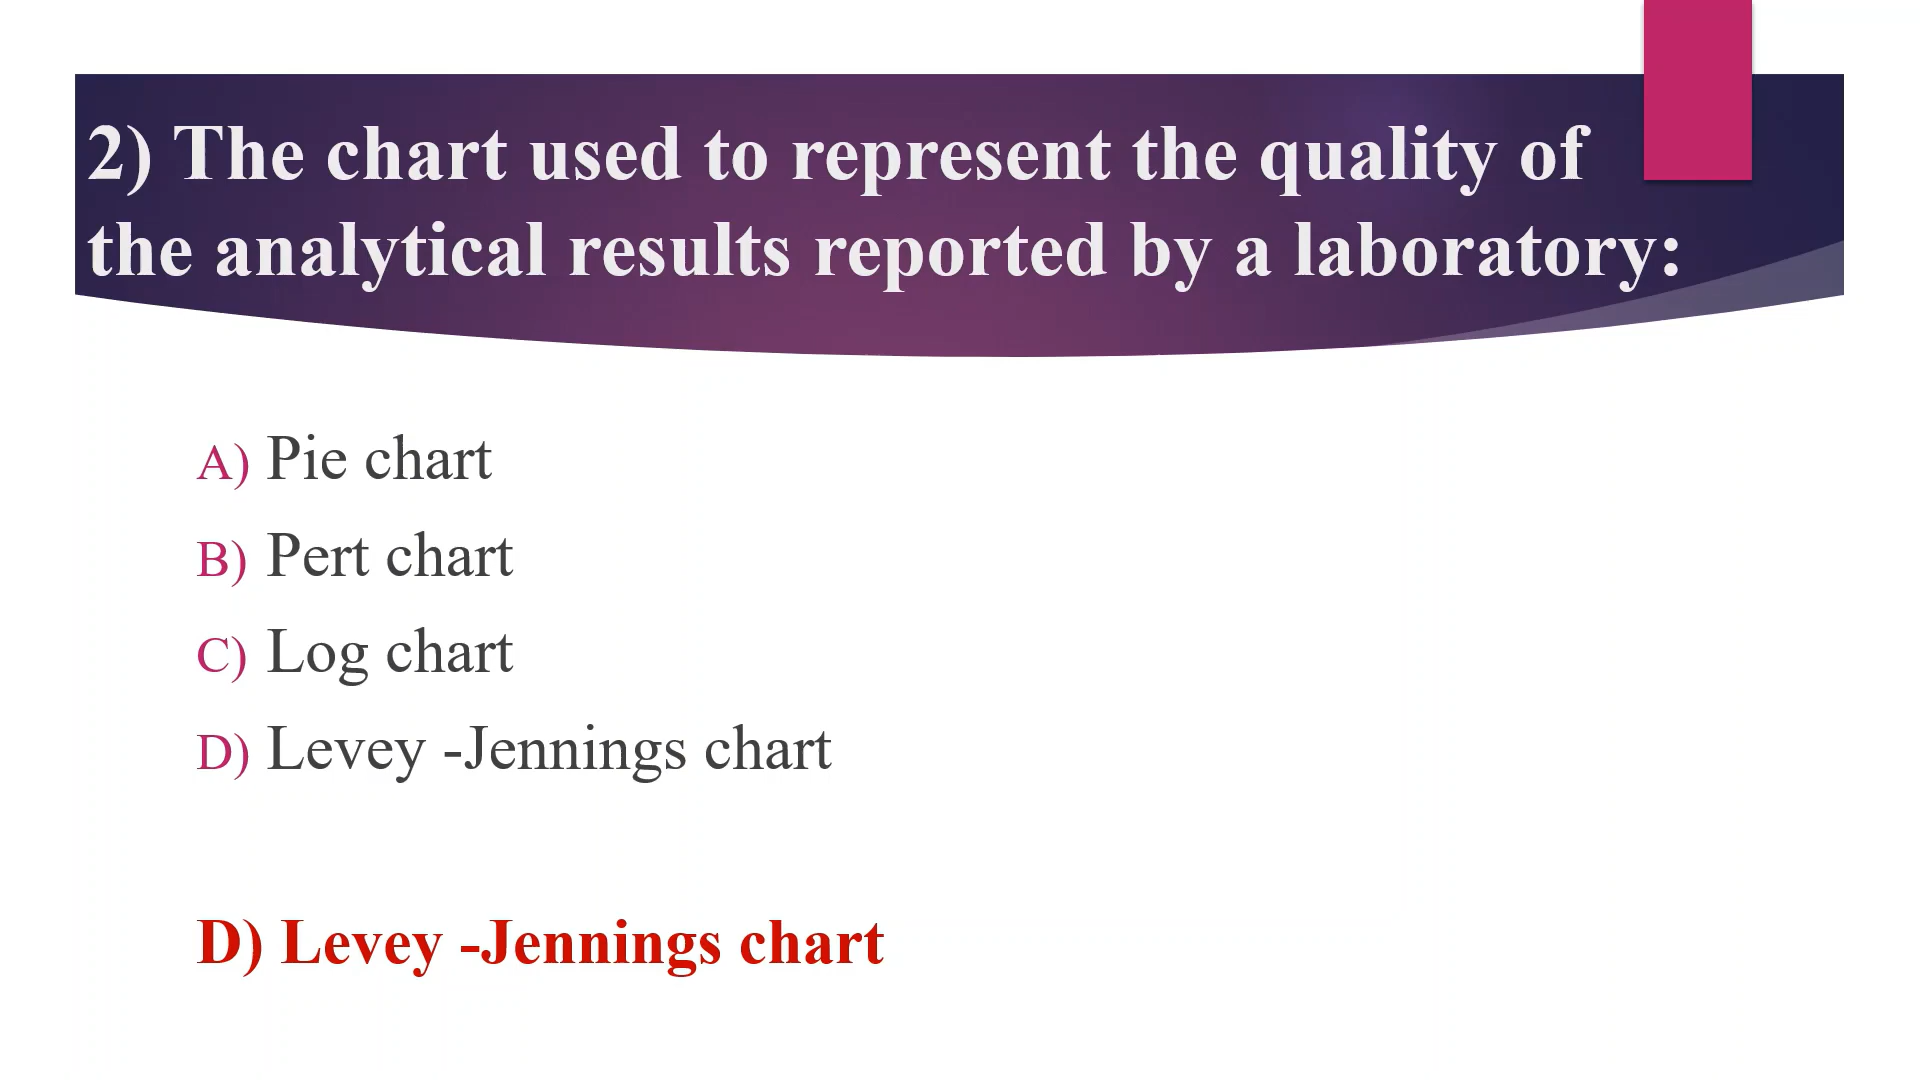 2) The chart used to represent the quality of
the analytical results reported by a laboratory:
A) Pie chart
B) Pert chart
C) Log chart
D) Levey -Jennings chart
D) Levey -Jennings chart